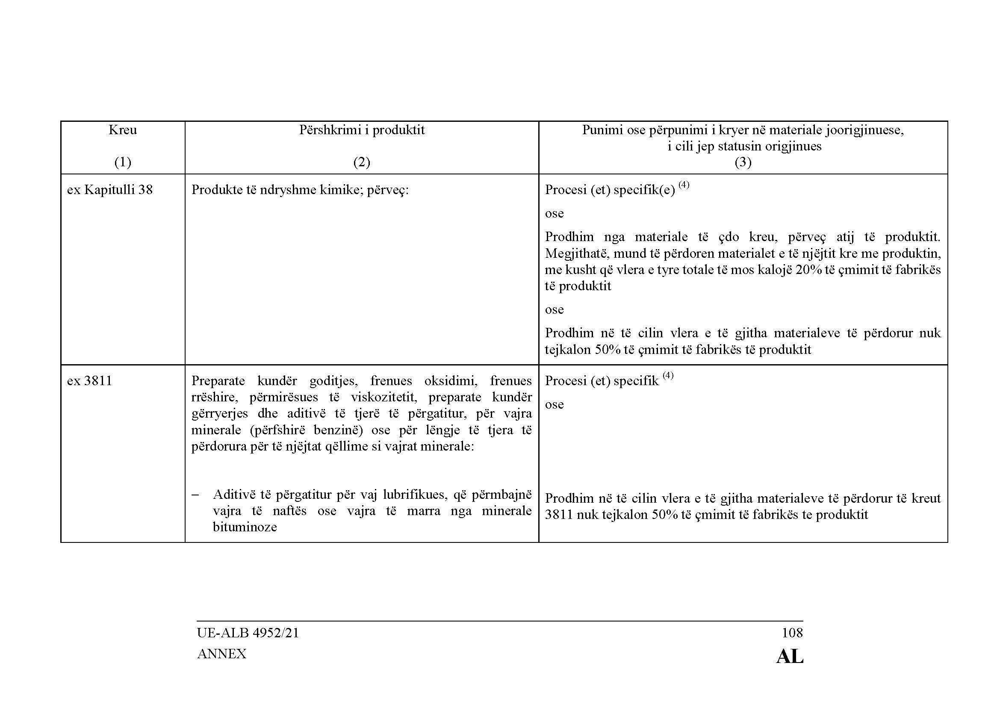 Kreu
(1)
Përshkrimi i produktit
(2)
Punimi ose përpunimi i kryer në materiale joorigjinuese,
i cili jep statusin origjinues
(3)
ex Kapitulli 38
Produkte të ndryshme kimike; përveç:
Procesi (et) specifik(e) (4)
ose
Prodhim nga materiale të çdo kreu, përveç atij të produktit.
Megjithatë, mund të përdoren materialet e të njëjtit kre me produktin,
me kusht që vlera e tyre totale të mos kalojë 20% të çmimit të fabrikës
të produktit
ose
Prodhim në të cilin vlera e të gjitha materialeve të përdorur nuk
tejkalon 50% të çmimit të fabrikës të produktit
ex 3811
Preparate kundër goditjes, frenues oksidimi, frenues
rrëshire, përmirësues të viskozitetit, preparate kundër
gërryerjes dhe aditivë të tjerë të përgatitur, për vajra
minerale (përfshirë benzinë) ose për lëngje të tjera të
përdorura për të njëjtat qëllime si vajrat minerale:
– Aditivë të përgatitur për vaj lubrifikues, që përmbajnë
vajra të naftës ose vajra të marra nga minerale
bituminoze
Procesi (et) specifik (4)
ose
Prodhim në të cilin vlera e të gjitha materialeve të përdorur të kreut
3811 nuk tejkalon 50% të çmimit të fabrikës te produktit
UE-ALB 4952/21
108
ANNEX
AL